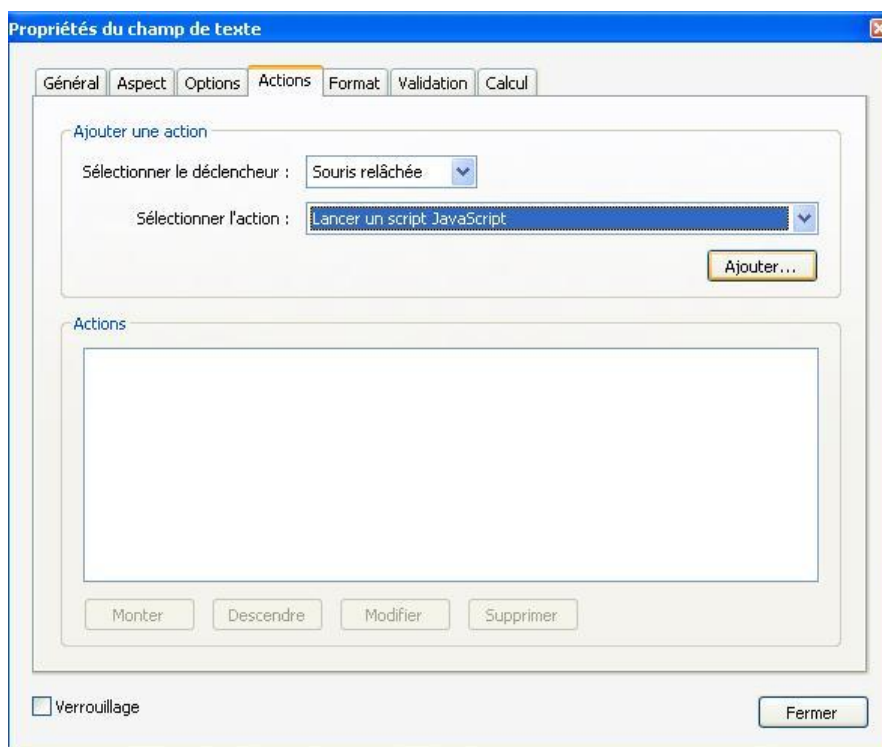 Propriétés du champ de texte
Général Aspect Options Actions Format Validation Calcul
Ajouter une action
Sélectionner le déclencheur : Souris relâchée
Sélectionner l'action : Lancer un script JavaScript
Ajouter...
Actions
Monter Descendre Modifier Supprimer
Verrouillage
Fermer